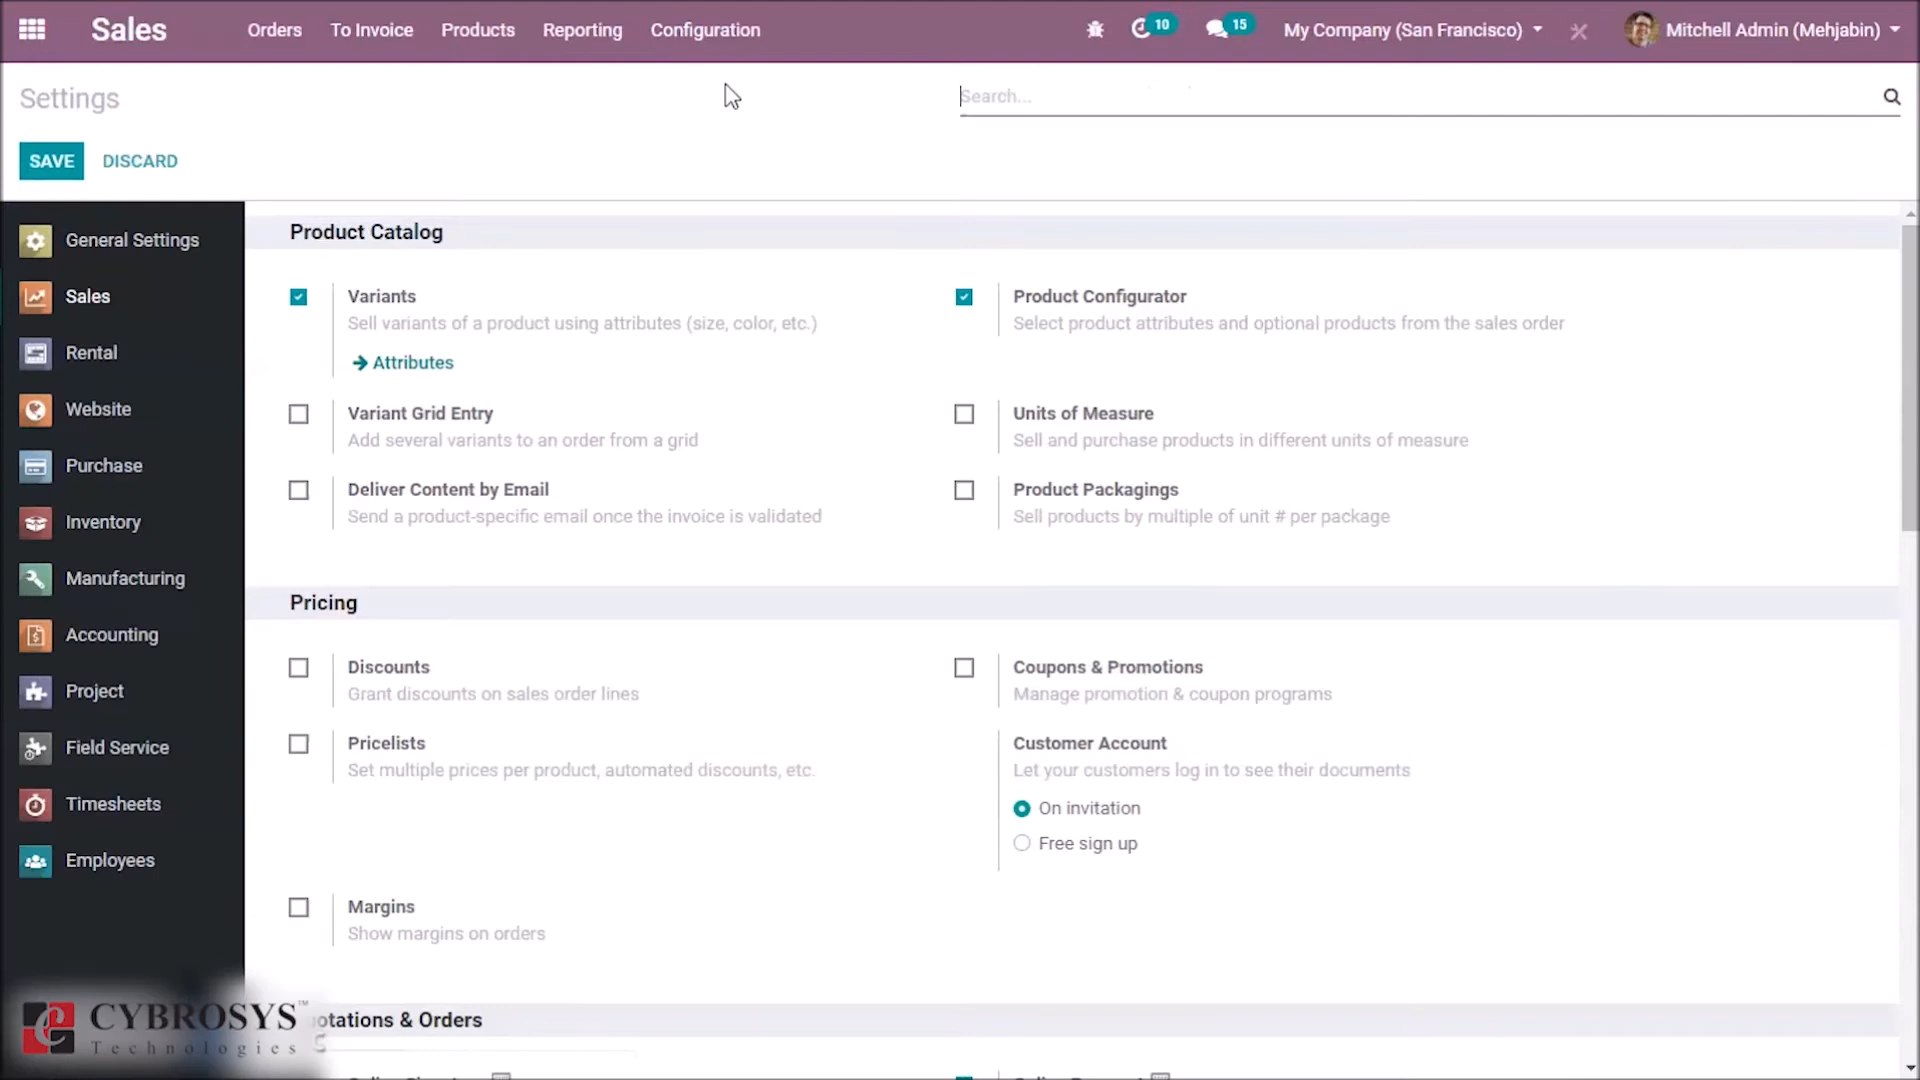 Sales
Orders
To Invoice
Products
Reporting
Configuration
10
15
My Company (San Francisco)
Mitchell Admin (Mehjabin)
Settings
Search...
SAVE
DISCARD
General Settings
Sales
Rental
Website
Purchase
Inventory
Manufacturing
Accounting
Project
Field Service
Timesheets
Employees
Product Catalog
Variants
Sell variants of a product using attributes (size, color, etc.)
Attributes
Product Configurator
Select product attributes and optional products from the sales order
Variant Grid Entry
Add several variants to an order from a grid
Units of Measure
Sell and purchase products in different units of measure
Deliver Content by Email
Send a product-specific email once the invoice is validated
Product Packagings
Sell products by multiple of unit # per package
Pricing
Discounts
Grant discounts on sales order lines
Coupons & Promotions
Manage promotion & coupon programs
Pricelists
Set multiple prices per product, automated discounts, etc.
Customer Account
Let your customers log in to see their documents
On invitation
Free sign up
Margins
Show margins on orders
otations & Orders
CYBROSYS™
Technologies